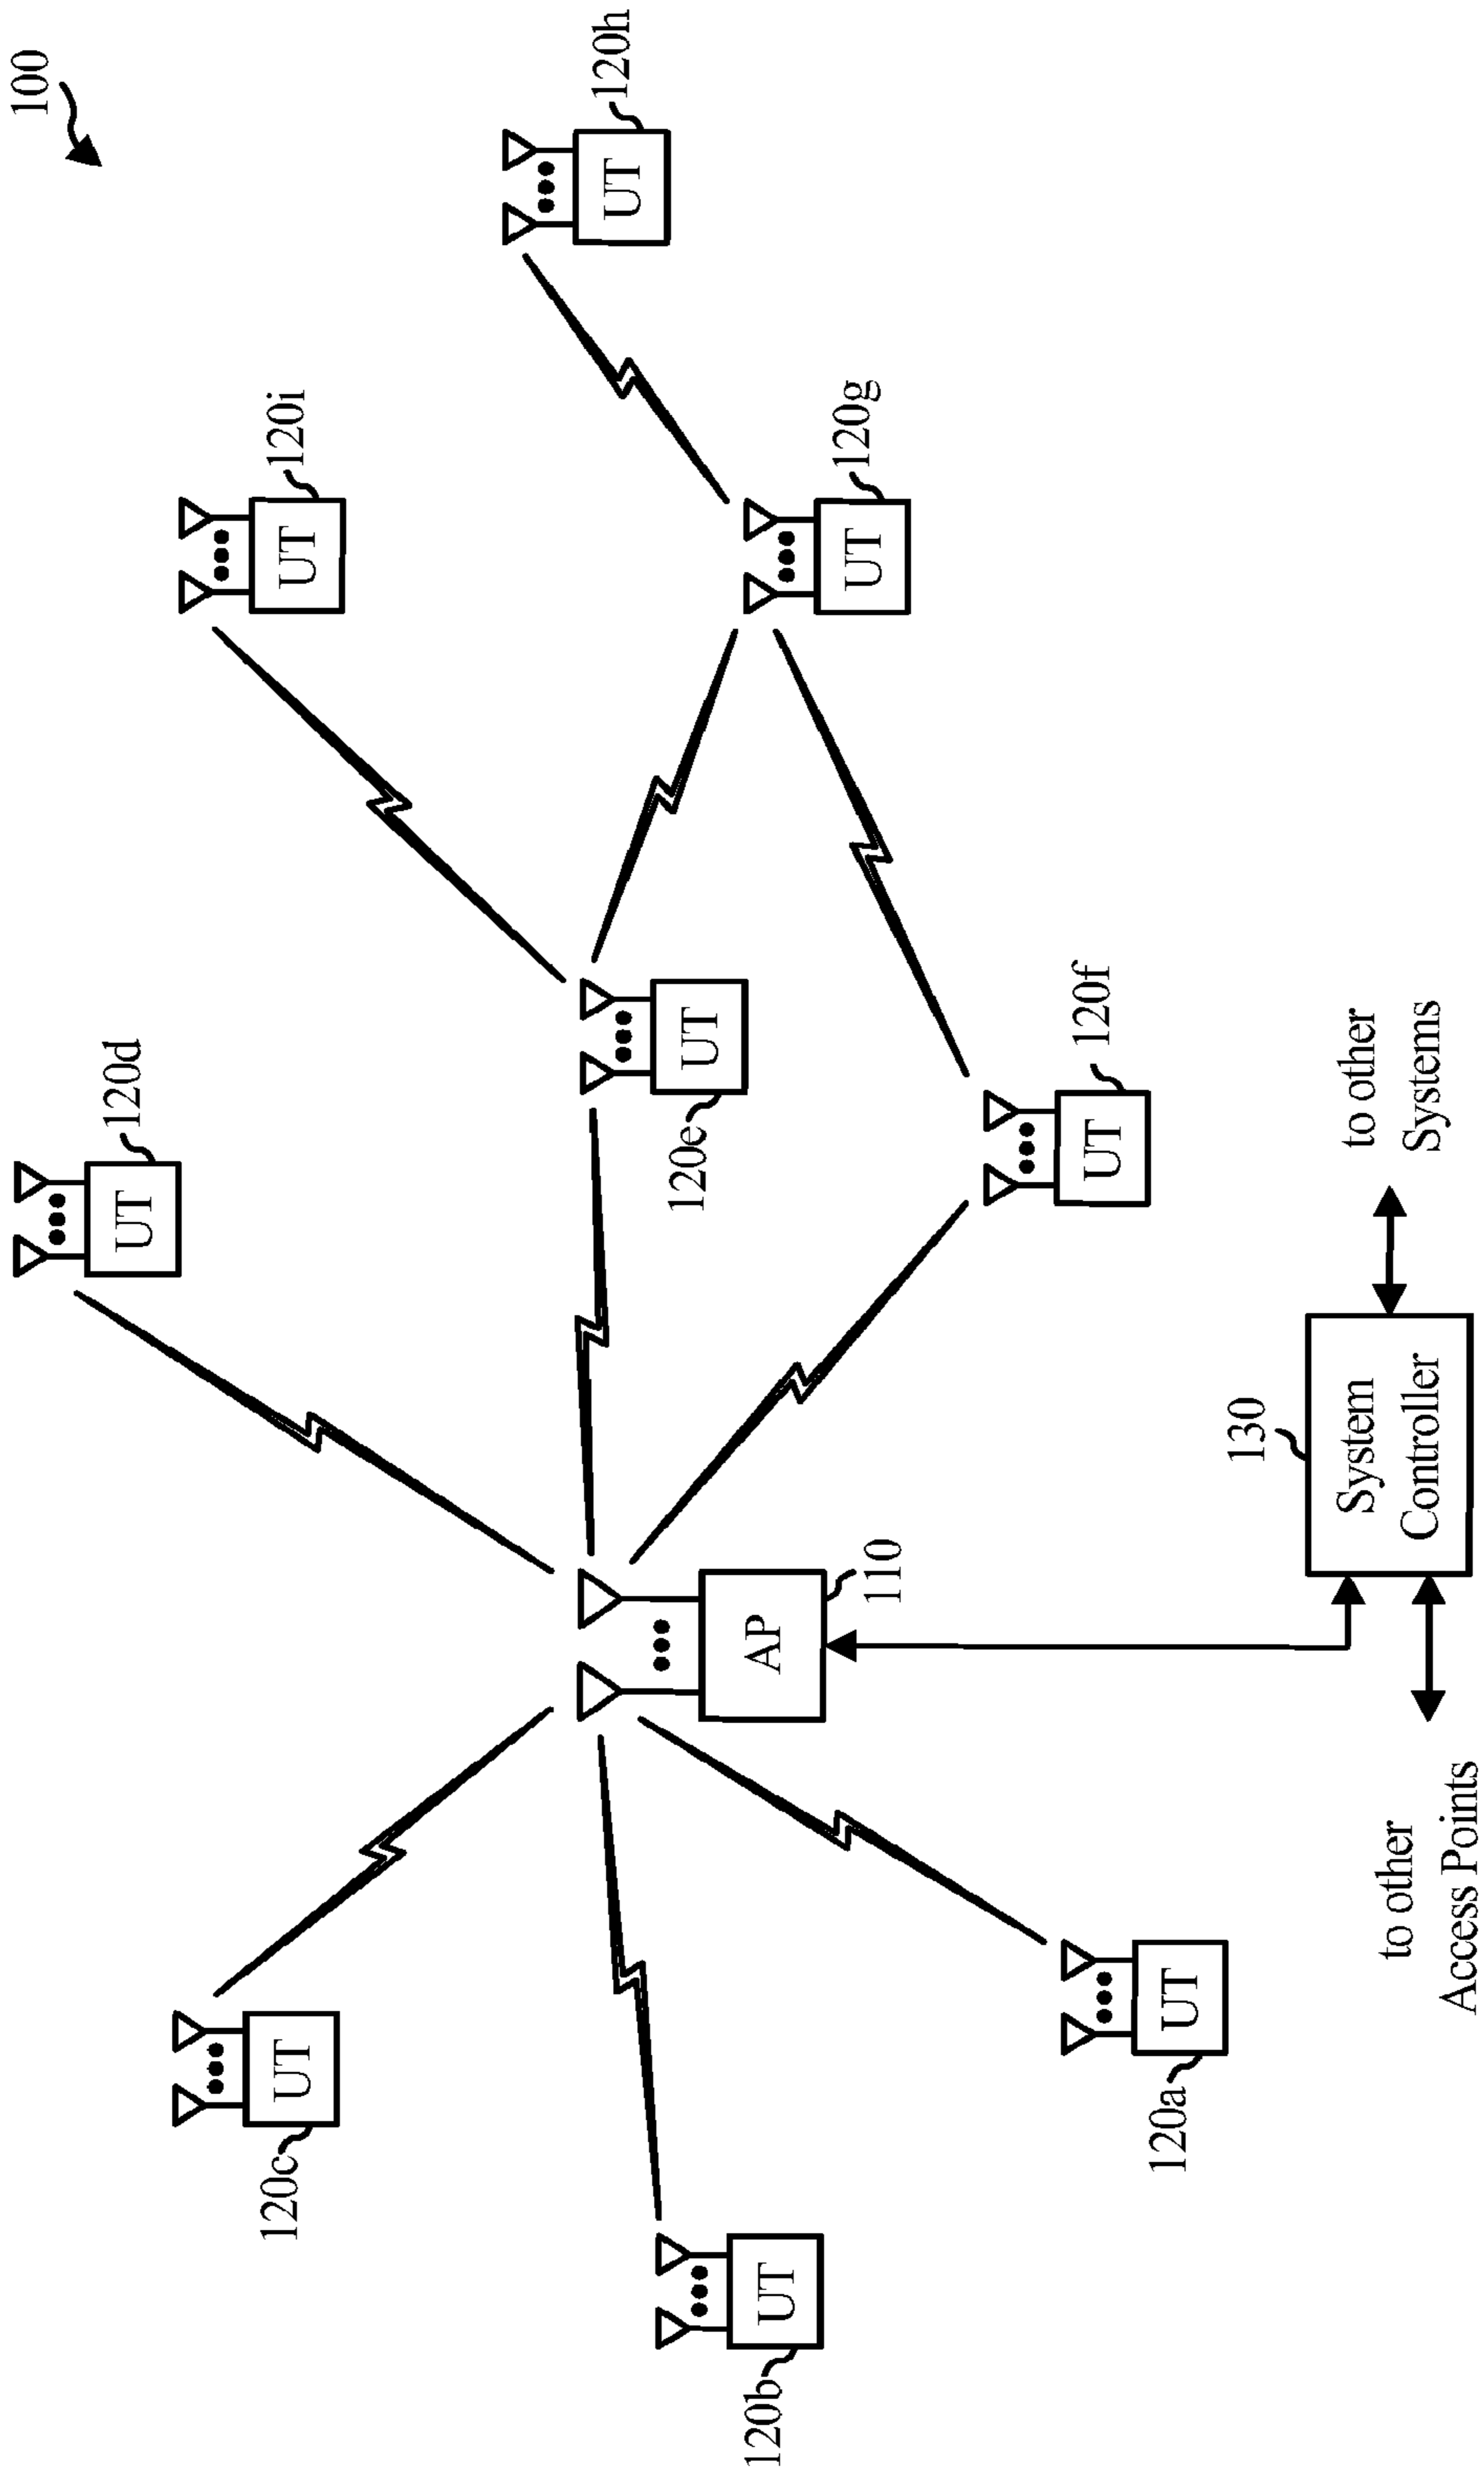 100
120d
UT
120i
UT
120c
UT
120h
UT
120e
UT
120b
UT
AP
110
120g
UT
120f
UT
120a
UT
130
System
Controller
to other
Systems
to other
Access Points